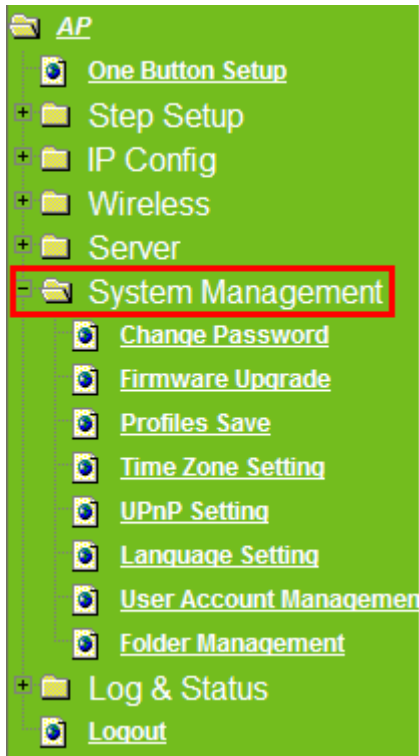 AP
One Button Setup
Step Setup
IP Config
Wireless
Server
System Management
Change Password
Firmware Upgrade
Profiles Save
Time Zone Setting
UPnP Setting
Language Setting
User Account Managemen
Folder Management
Log & Status
Logout